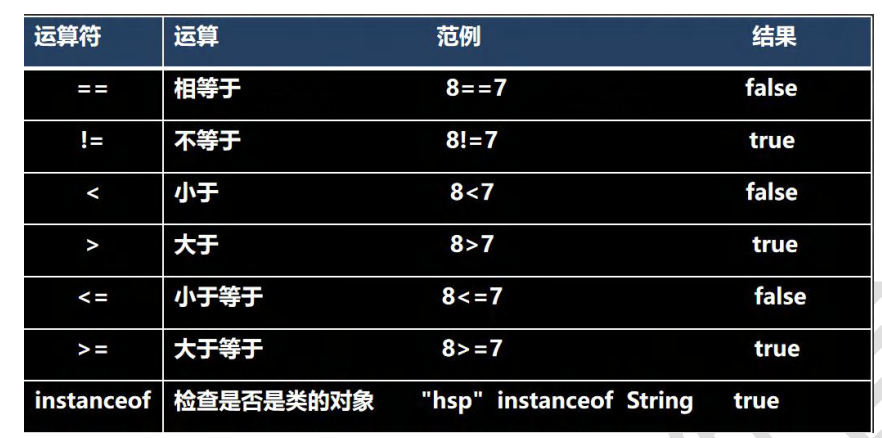 运算符 运算 范例 结果
== 相等于 8==7 false
!= 不等于 8!=7 true
< 小于 8<7 false
> 大于 8>7 true
<= 小于等于 8<=7 false
>= 大于等于 8>=7 true
instanceof 检查是否是类的对象 "hsp" instanceof String true